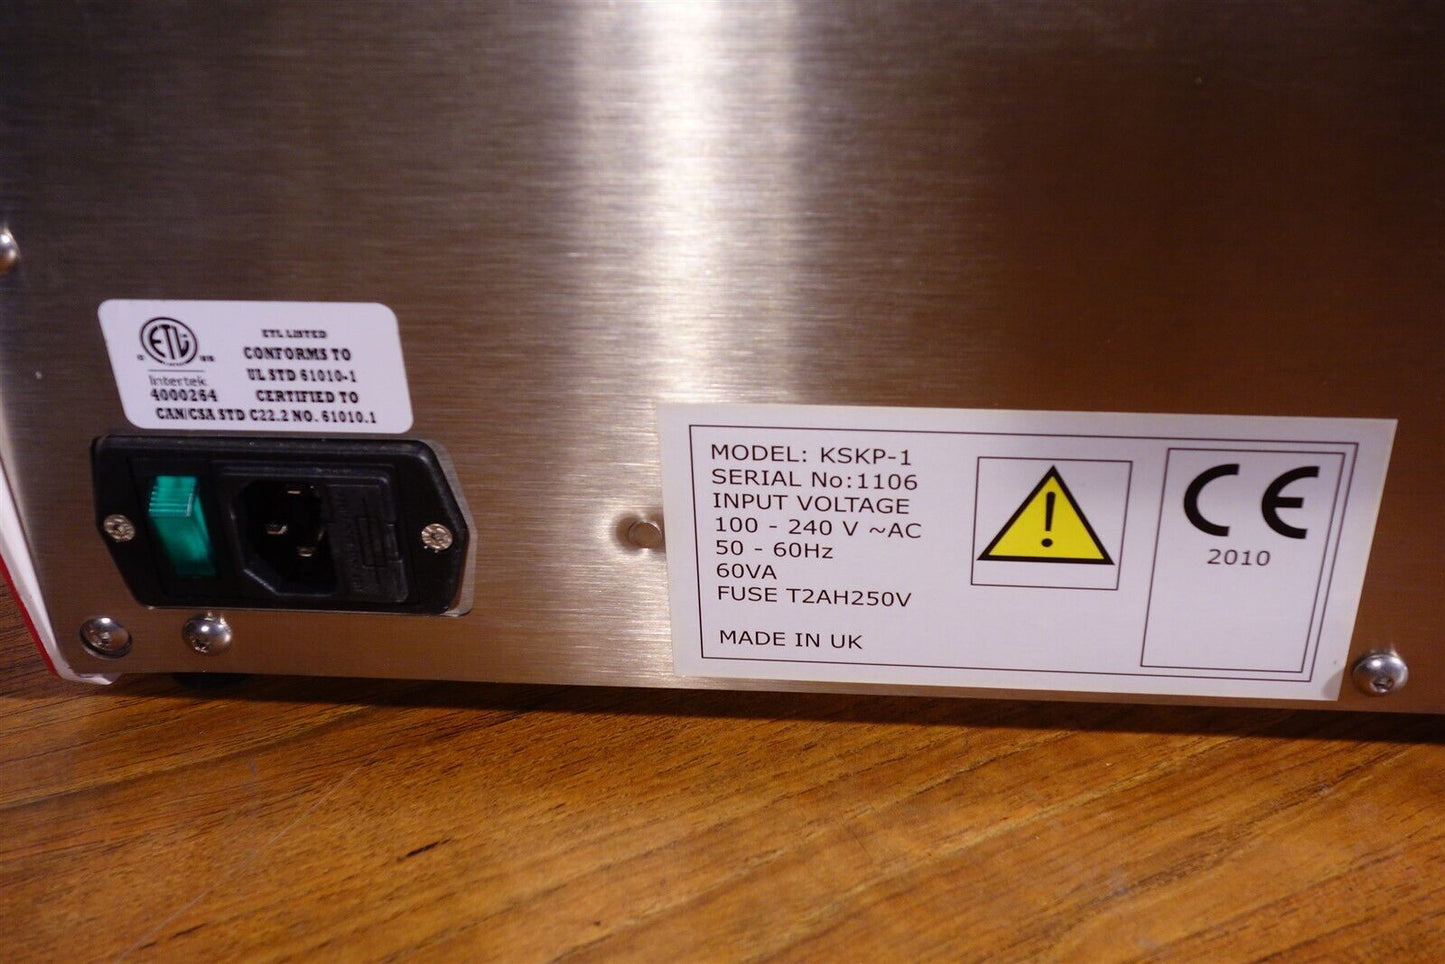 ETL LISTED
CONFORMS TO
UL STD 61010-1
CERTIFIED TO
CAN/CSA STD C22.2 NO. 61010.1
ETL
Intertek
4000264
MODEL: KSKP-1
SERIAL No:1106
INPUT VOLTAGE
100 - 240 V ~AC
50 - 60Hz
60VA
FUSE T2AH250V
MADE IN UK
!
CE
2010